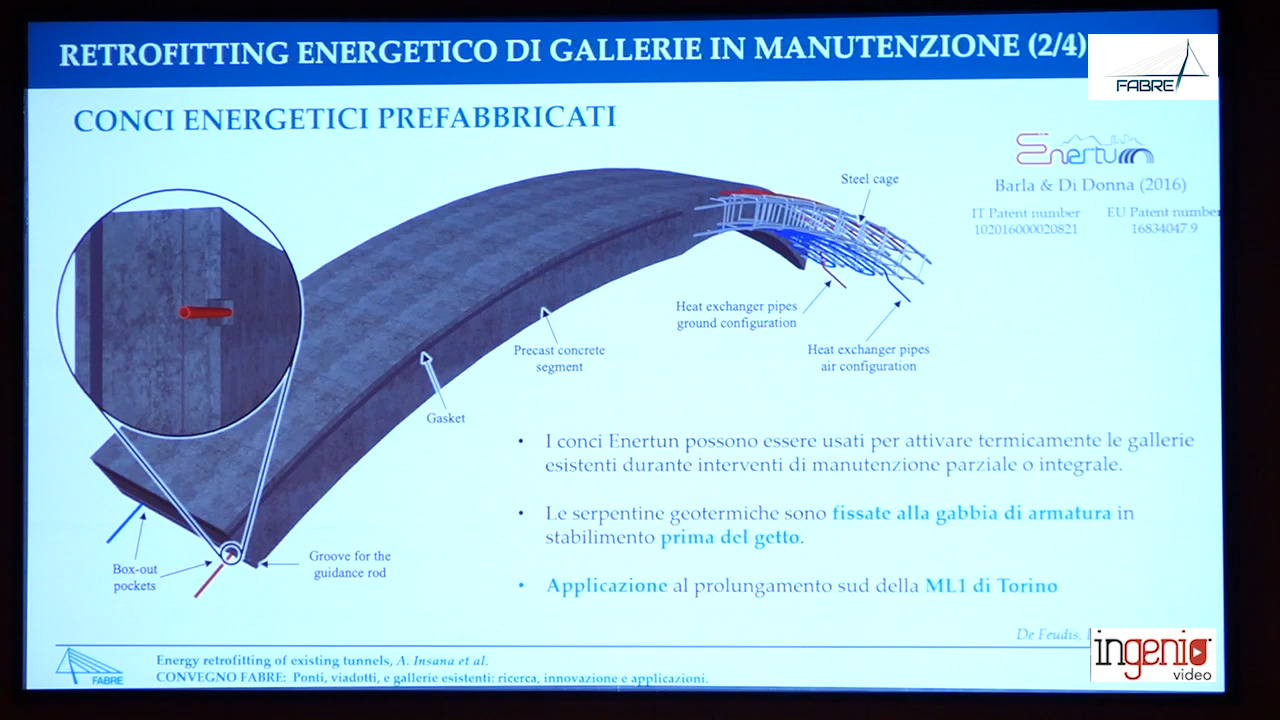 RETROFITTING ENERGETICO DI GALLERIE IN MANUTENZIONE (2/4)
FABRE
CONCI ENERGETICI PREFABBRICATI
Enertun
Barla & Di Donna (2016)
IT Patent number
102016000020821
EU Patent number
16834047.9
Steel cage
Heat exchanger pipes
ground configuration
Heat exchanger pipes
air configuration
Precast concrete
segment
Gasket
Box-out
pockets
Groove for the
guidance rod
• I conci Enertun possono essere usati per attivare termicamente le gallerie
esistenti durante interventi di manutenzione parziale o integrale.
• Le serpentine geotermiche sono fissate alla gabbia di armatura in
stabilimento prima del getto.
• Applicazione al prolungamento sud della ML1 di Torino
De Feudis,
FABRE
Energy retrofitting of existing tunnels, A. Insana et al.
CONVEGNO FABRE: Ponti, viadotti, e gallerie esistenti: ricerca, innovazione e applicazioni.
ingenio
video